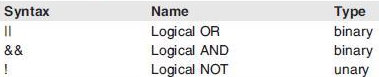 Syntax Name Type
|| Logical OR binary
&& Logical AND binary
! Logical NOT unary